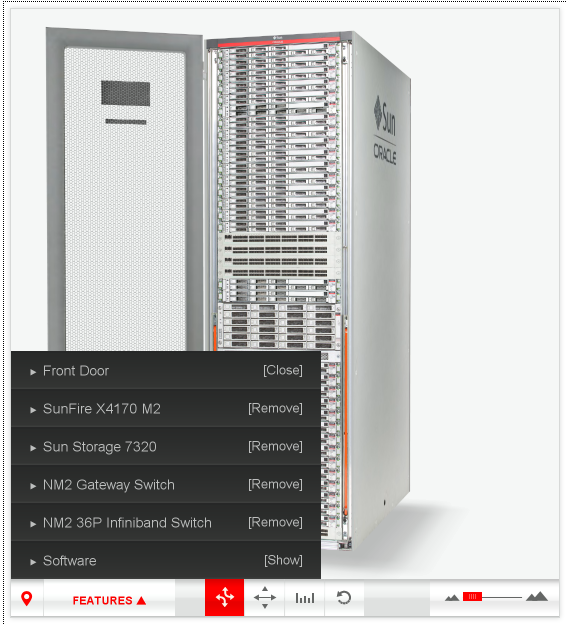 Sun
ORACLE
Front Door [Close]
SunFire X4170 M2 [Remove]
Sun Storage 7320 [Remove]
NM2 Gateway Switch [Remove]
NM2 36P Infiniband Switch [Remove]
Software [Show]
FEATURES